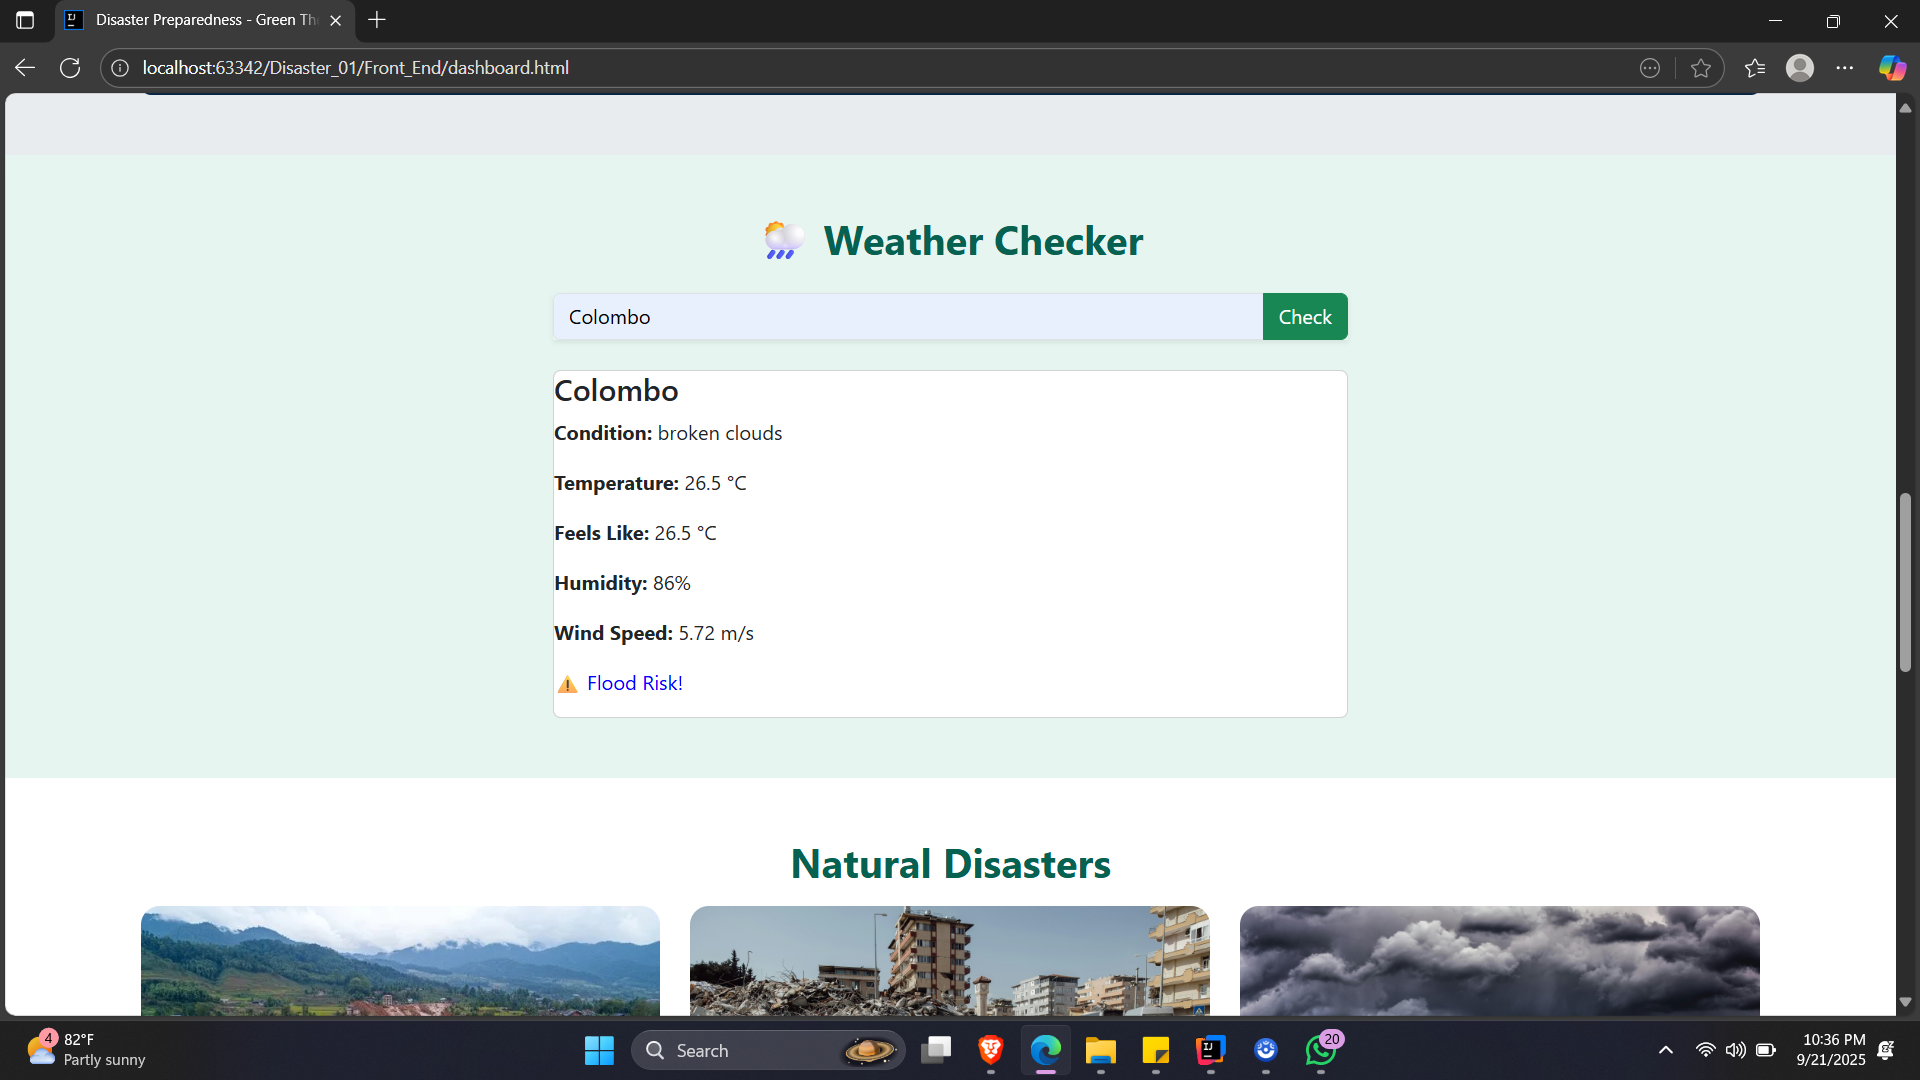 Disaster Preparedness - Green Th
localhost:63342/Disaster_01/Front_End/dashboard.html
Weather Checker
Colombo
Check
Colombo
Condition: broken clouds
Temperature: 26.5 °C
Feels Like: 26.5 °C
Humidity: 86%
Wind Speed: 5.72 m/s
Flood Risk!
Natural Disasters
4
82°F
Partly sunny
Search
20
10:36 PM
9/21/2025